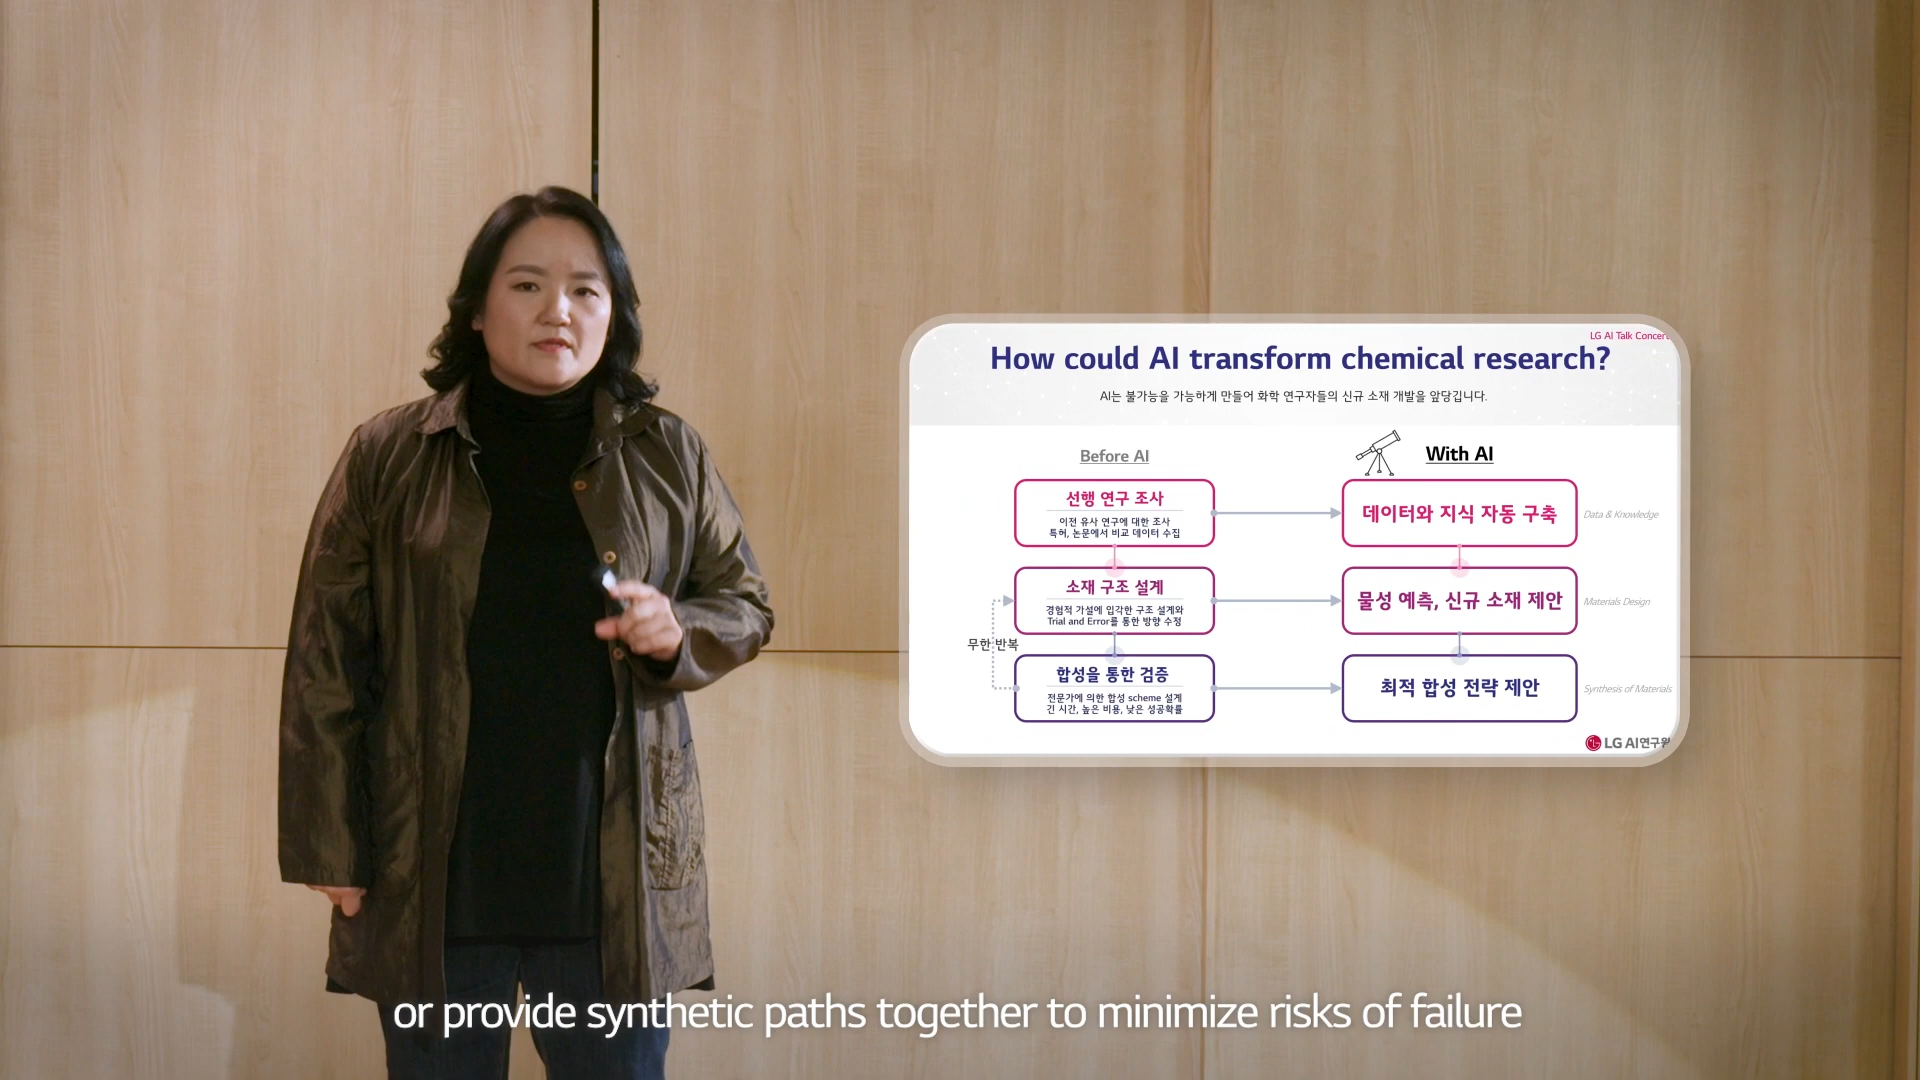 LG AI Talk Concert
How could AI transform chemical research?
AI는 불가능을 가능하게 만들어 화학 연구자들의 신규 소재 개발을 앞당깁니다.
Before AI
With AI
선행 연구 조사
이전 유사 연구에 대한 조사
특허, 논문에서 비교 데이터 수집
데이터와 지식 자동 구축
Data & Knowledge
소재 구조 설계
경험적 가설에 입각한 구조 설계와
Trial and Error를 통한 방향 수정
물성 예측, 신규 소재 제안
Materials Design
무한 반복
합성을 통한 검증
전문가에 의한 합성 scheme 설계
긴 시간, 높은 비용, 낮은 성공확률
최적 합성 전략 제안
Synthesis of Materials
LG AI연구원
or provide synthetic paths together to minimize risks of failure